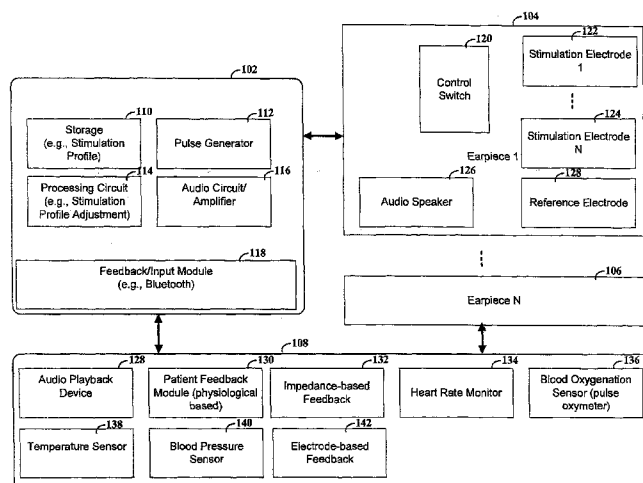 102
110
Storage
(e.g., Stimulation
Profile)
112
Pulse Generator
114
Processing Circuit
(e.g., Stimulation
Profile Adjustment)
116
Audio Circuit/
Amplifier
118
Feedback/Input Module
(e.g., Bluetooth)
104
120
Control
Switch
122
Stimulation Electrode
1
124
Stimulation Electrode
N
Earpiece 1
126
Audio Speaker
128
Reference Electrode
106
Earpiece N
108
128
Audio Playback
Device
130
Patient Feedback
Module (physiological
based)
132
Impedance-based
Feedback
134
Heart Rate Monitor
136
Blood Oxygenation
Sensor (pulse
oxymeter)
138
Temperature Sensor
140
Blood Pressure
Sensor
142
Electrode-based
Feedback